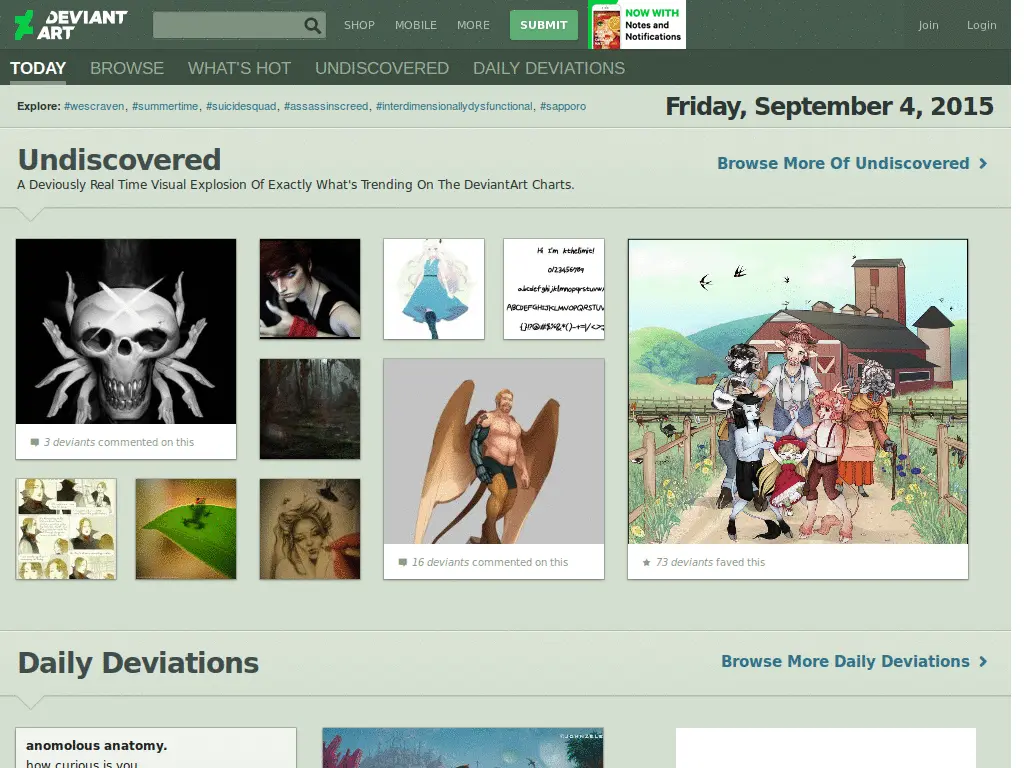 DEVIANT
ART
SHOP
MOBILE
MORE
SUBMIT
NOW WITH
Notes and
Notifications
Join
Login
TODAY
BROWSE
WHAT'S HOT
UNDISCOVERED
DAILY DEVIATIONS
Explore: #wescraven, #summertime, #suicidesquad, #assassinscreed, #interdimensionallydysfunctional, #sapporo
Friday, September 4, 2015
Undiscovered
Browse More Of Undiscovered
A Deviously Real Time Visual Explosion Of Exactly What's Trending On The DeviantArt Charts.
Hi I'm kthelimit!
0123456789
abcdefghijklmnopqrstuvw
ABCDEFGHIJKLMNOPQRSTUV
3 deviants commented on this
16 deviants commented on this
73 deviants faved this
Daily Deviations
Browse More Daily Deviations
anomolous anatomy.
how curious is you